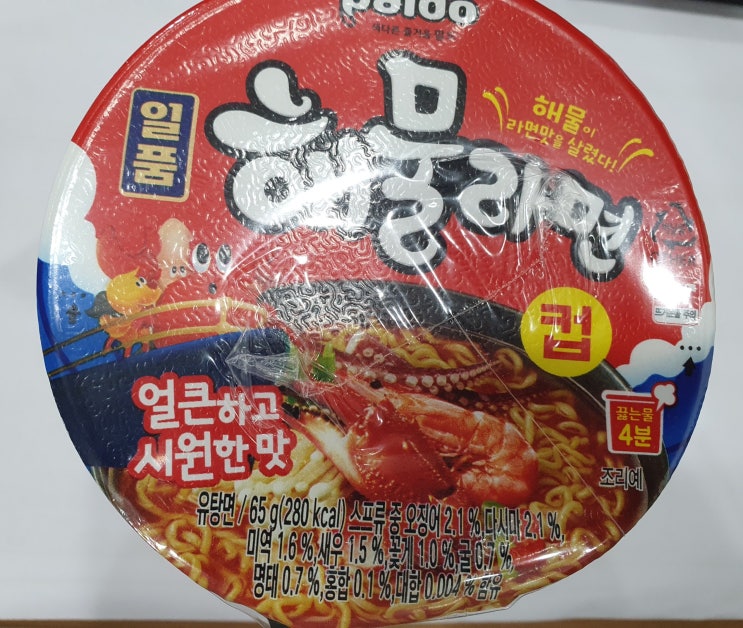 paldo
일품
해물라면
해물이
라면맛을 살렸다!
컵
얼큰하고
시원한 맛
끓는물
4분
조리예
유탕면 / 65 g(280 kcal) 스프류 중 오징어 2.1 %, 다시마 2.1 %,
미역 1.6 %, 새우 1.5 %, 꽃게 1.0 %, 굴 0.7 %,
명태 0.7 %, 홍합 0.1 %, 대합 0.004 % 함유